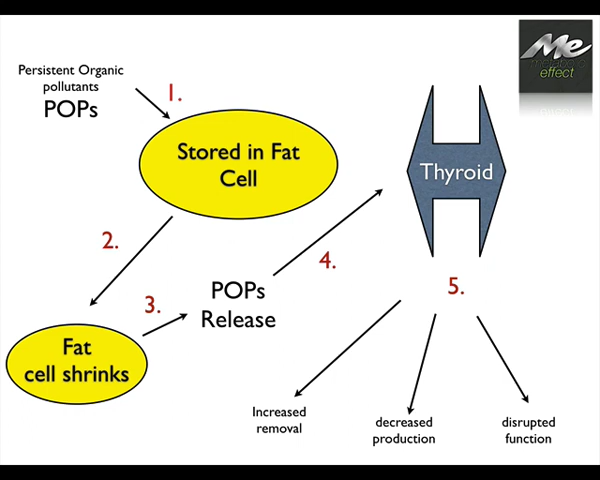 Persistent Organic
pollutants
POPs
1.
Stored in Fat
Cell
2.
Fat
cell shrinks
3.
POPs
Release
4.
Thyroid
5.
Increased
removal
decreased
production
disrupted
function
Me
effect